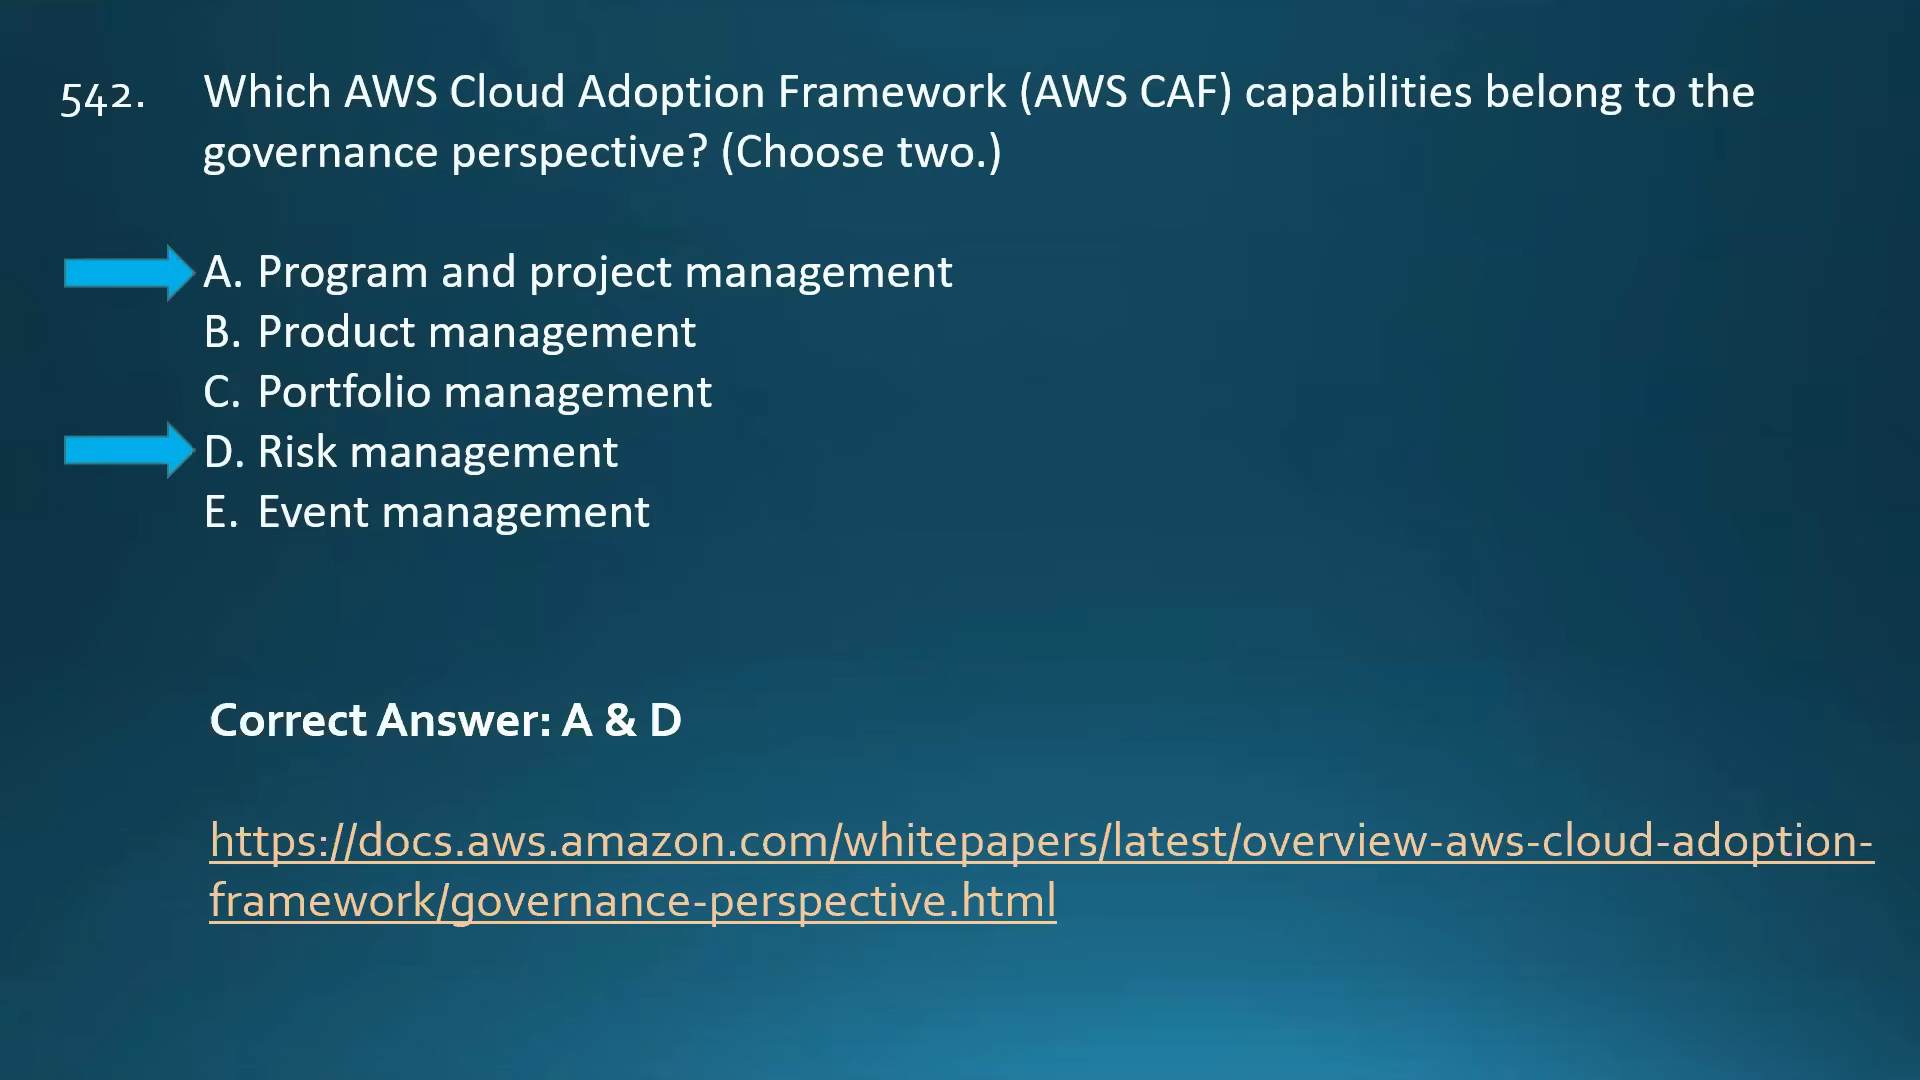 542. Which AWS Cloud Adoption Framework (AWS CAF) capabilities belong to the
governance perspective? (Choose two.)
A. Program and project management
B. Product management
C. Portfolio management
D. Risk management
E. Event management
Correct Answer: A & D
https://docs.aws.amazon.com/whitepapers/latest/overview-aws-cloud-adoption-
framework/governance-perspective.html